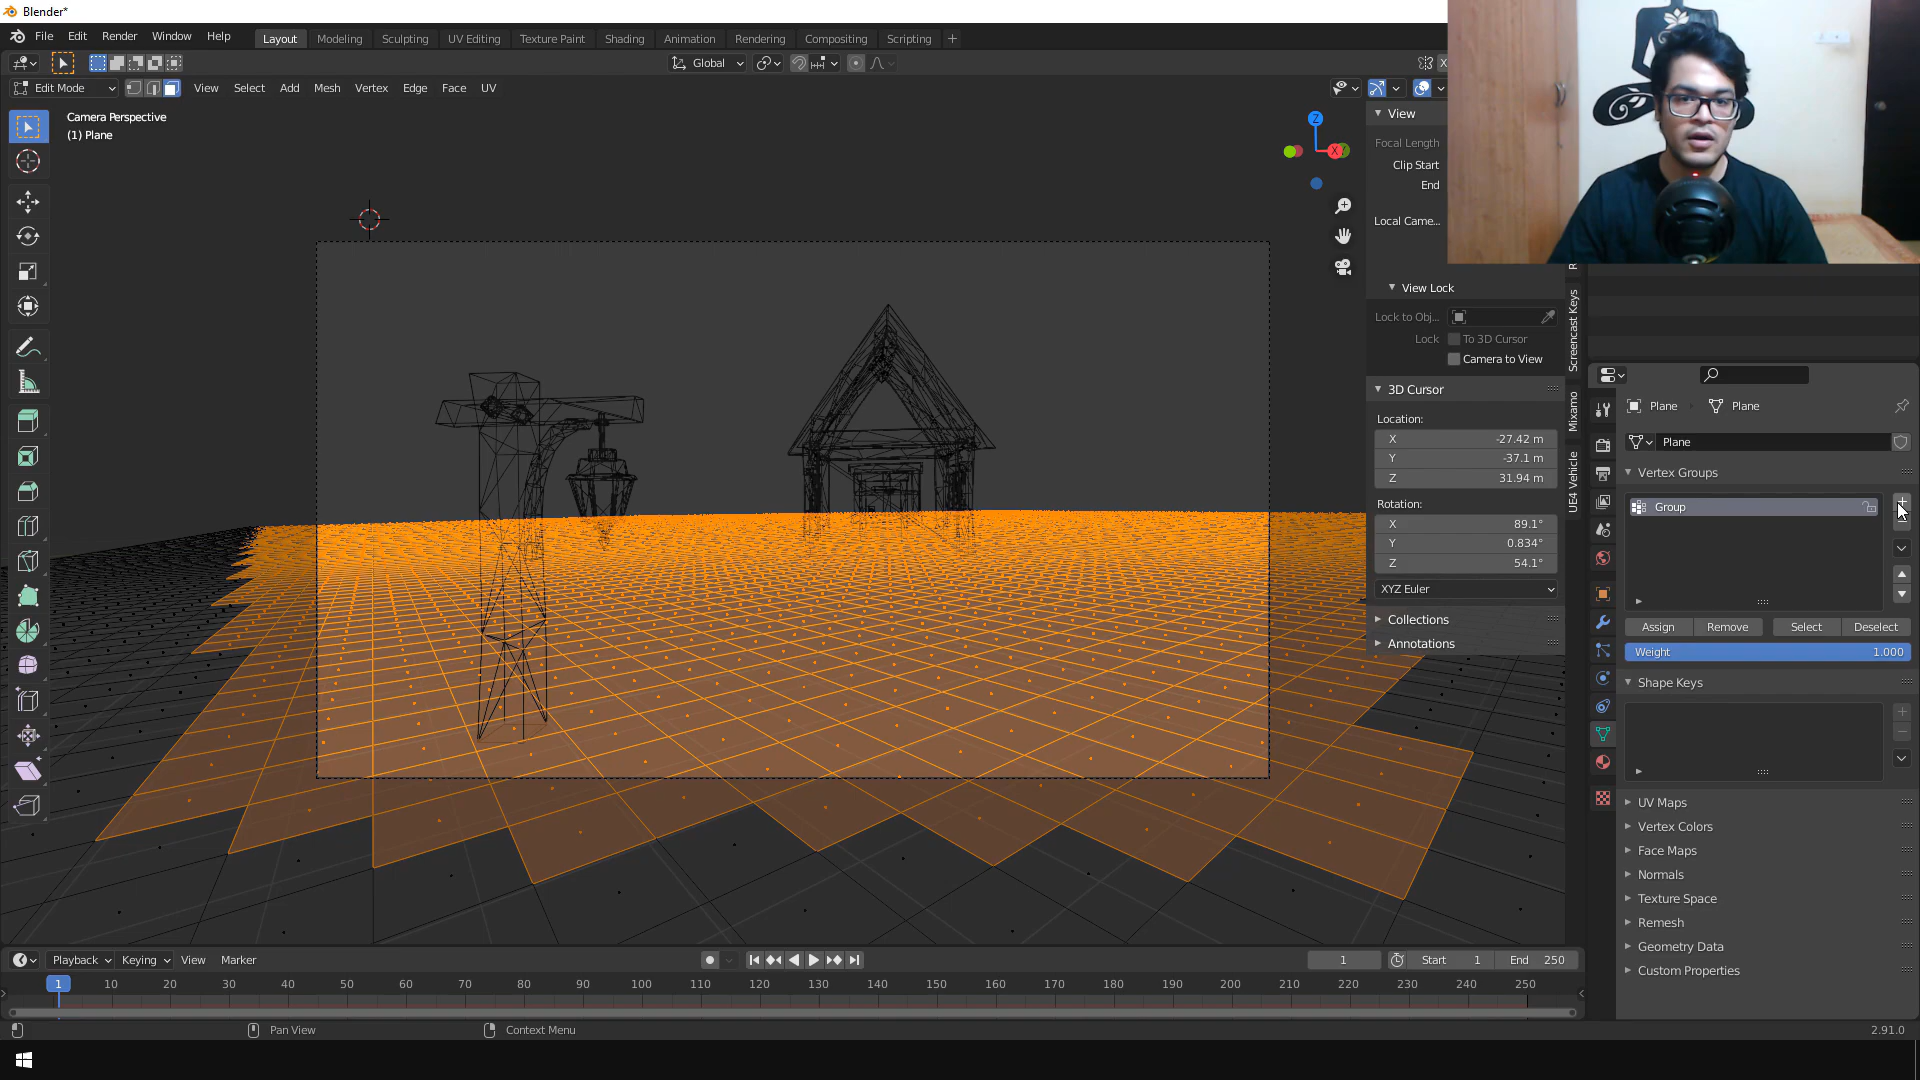 Blender*
File Edit Render Window Help
Layout Modeling Sculpting UV Editing Texture Paint Shading Animation Rendering Compositing Scripting +
Global X
Edit Mode View Select Add Mesh Vertex Edge Face UV
Camera Perspective
(1) Plane
Z
X
View
Focal Length
Clip Start
End
Local Came...
View Lock
Lock to Obj...
Lock To 3D Cursor
Camera to View
3D Cursor
Location:
X -27.42 m
Y -37.1 m
Z 31.94 m
Rotation:
X 89.1°
Y 0.834°
Z 54.1°
XYZ Euler
Collections
Annotations
Screencast Keys
Mixamo
UE4 Vehicle
Plane Plane
Plane
Vertex Groups
Group
Assign Remove Select Deselect
Weight 1.000
Shape Keys
UV Maps
Vertex Colors
Face Maps
Normals
Texture Space
Remesh
Geometry Data
Custom Properties
Playback Keying View Marker 1 Start 1 End 250
1 10 20 30 40 50 60 70 80 90 100 110 120 130 140 150 160 170 180 190 200 210 220 230 240 250
Pan View Context Menu 2.91.0